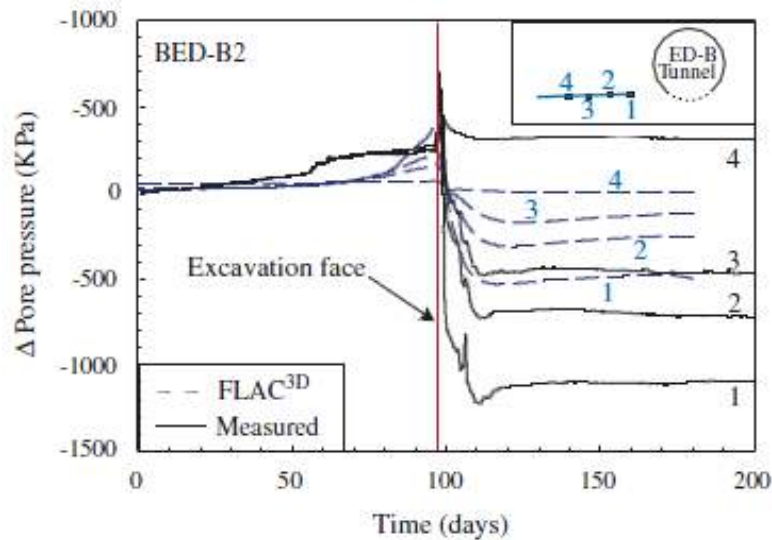 -1000
BED-B2
ED-B
Tunnel
4
2
3
1
-500
4
0
4
3
2
3
Excavation face
-500
1
2
Δ Pore pressure (KPa)
-1000
FLAC3D
Measured
1
-1500
0
50
100
150
200
Time (days)